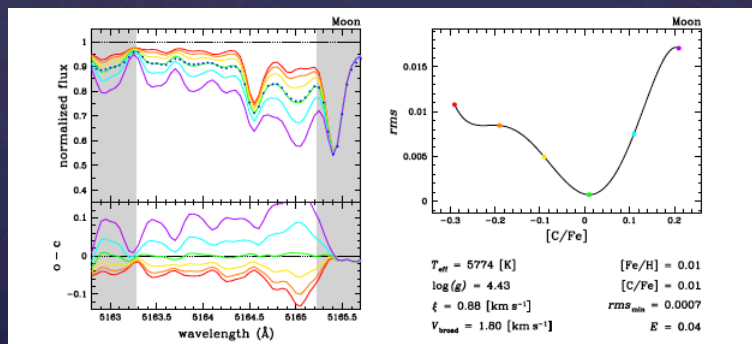 Moon
1
0.9
0.8
0.7
0.6
0.5
0.4
normalized flux
0.1
0
−0.1
o − c
5163
5163.5
5164
5164.5
5165
5165.5
wavelength (Å)
Moon
0.015
0.01
0.005
0
rms
−0.3
−0.2
−0.1
0
0.1
0.2
[C/Fe]
T_eff = 5774 [K]
[Fe/H] = 0.01
log(g) = 4.43
[C/Fe] = 0.01
ξ = 0.88 [km s⁻¹]
rms_min = 0.0007
V_broad = 1.80 [km s⁻¹]
E = 0.04